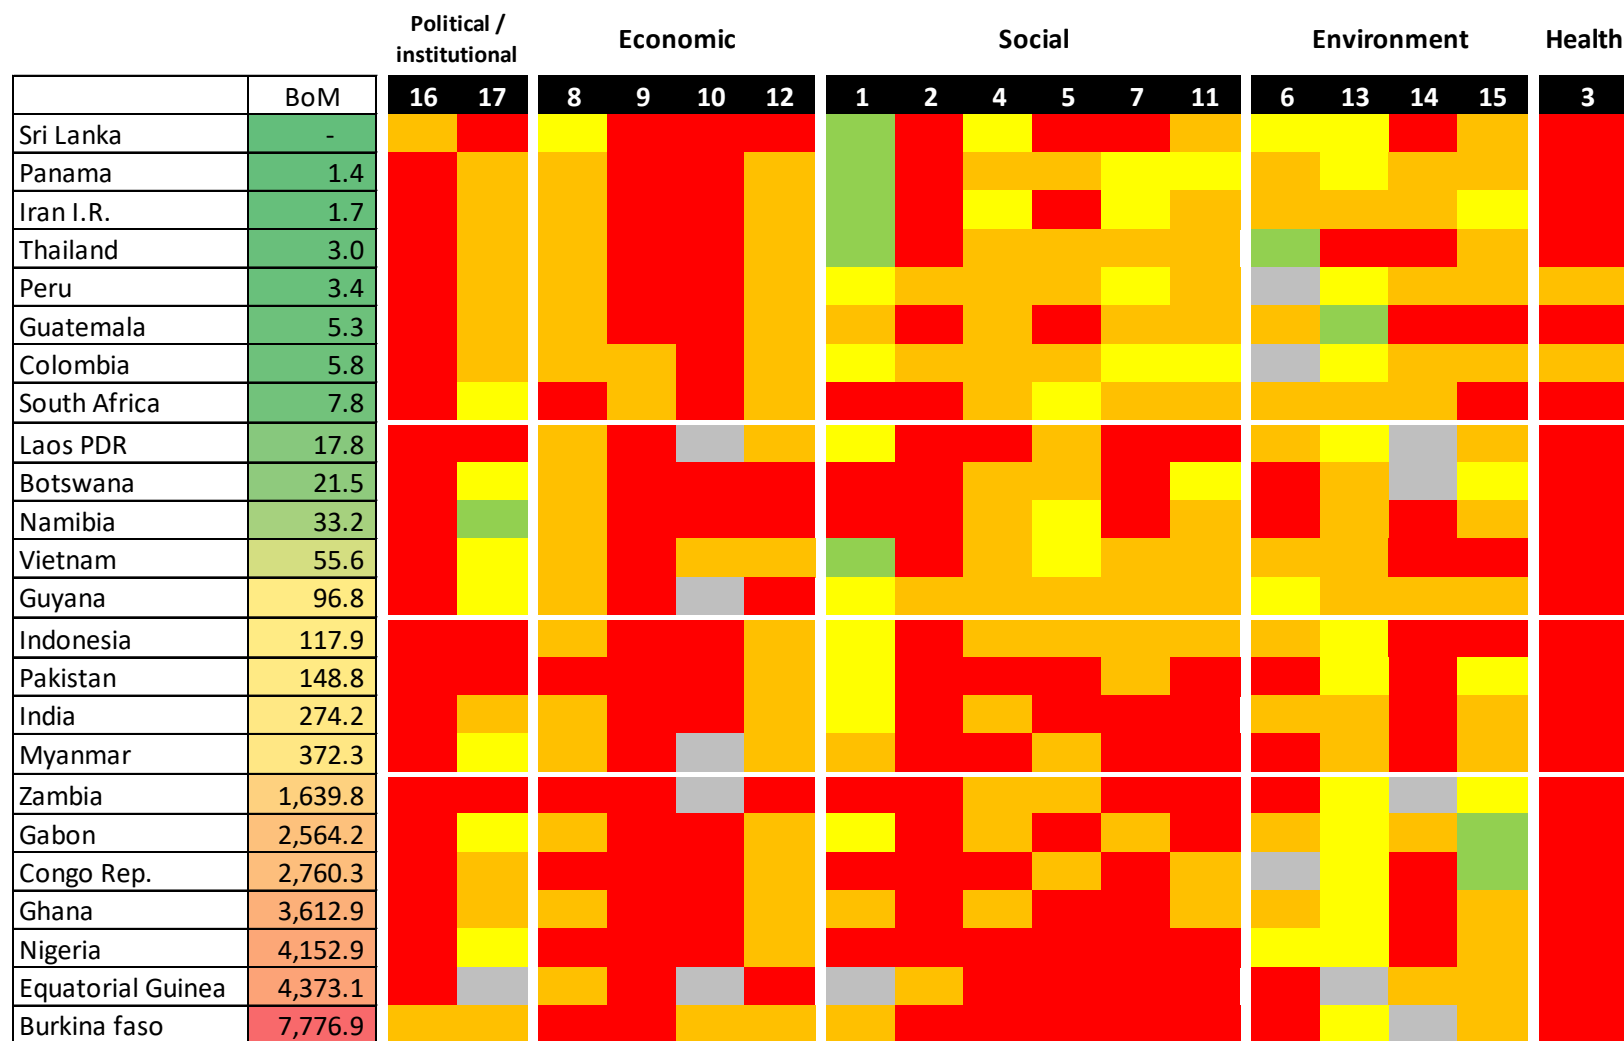 Political /
institutional
Economic
Social
Environment
Health
BoM 16 17 8 9 10 12 1 2 4 5 7 11 6 13 14 15 3
Sri Lanka -
Panama 1.4
Iran I.R. 1.7
Thailand 3.0
Peru 3.4
Guatemala 5.3
Colombia 5.8
South Africa 7.8
Laos PDR 17.8
Botswana 21.5
Namibia 33.2
Vietnam 55.6
Guyana 96.8
Indonesia 117.9
Pakistan 148.8
India 274.2
Myanmar 372.3
Zambia 1,639.8
Gabon 2,564.2
Congo Rep. 2,760.3
Ghana 3,612.9
Nigeria 4,152.9
Equatorial Guinea 4,373.1
Burkina faso 7,776.9